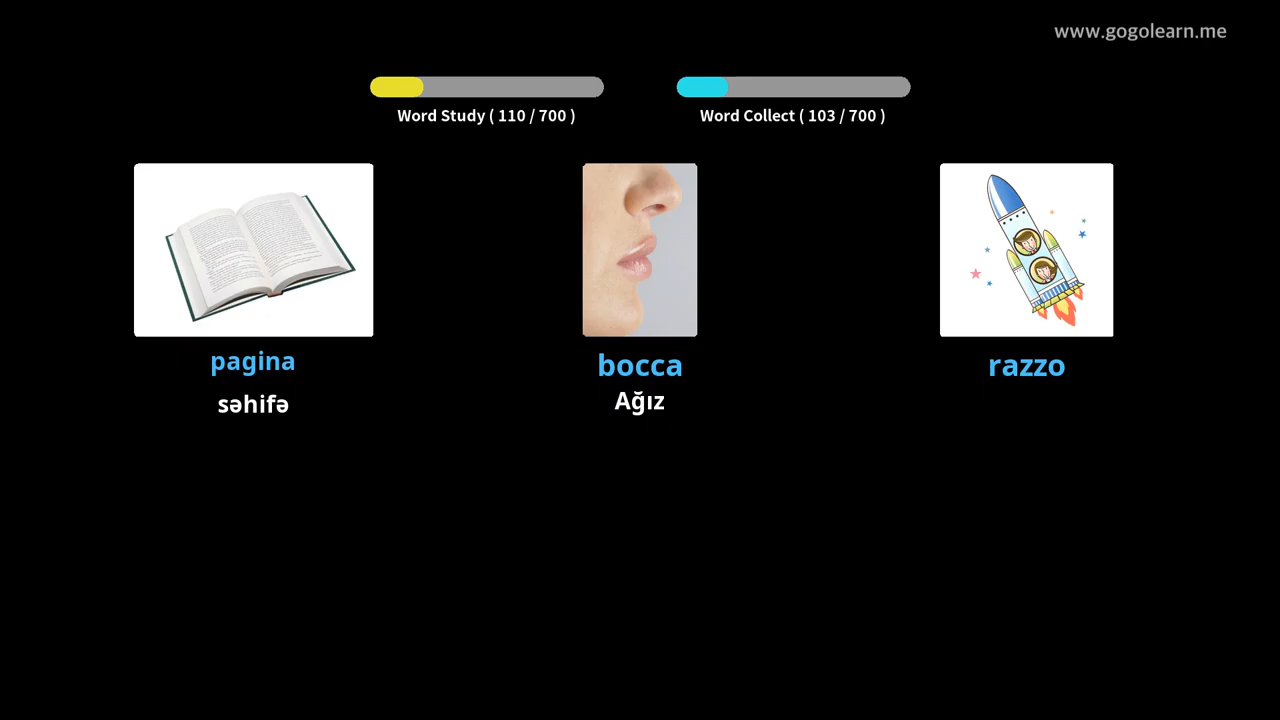 www.gogolearn.me
Word Study ( 110 / 700 )
Word Collect ( 103 / 700 )
pagina
bocca
razzo
səhifə
Ağız